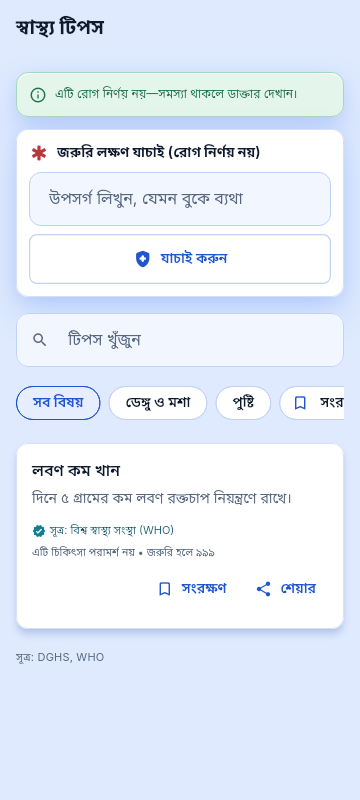 স্বাস্থ্য টিপস
এটি রোগ নির্ণয় নয়—সমস্যা থাকলে ডাক্তার দেখান।
জরুরি লক্ষণ যাচাই (রোগ নির্ণয় নয়)
উপসর্গ লিখুন, যেমন বুকে ব্যথা
যাচাই করুন
টিপস খুঁজুন
সব বিষয়
ডেঙ্গু ও মশা
পুষ্টি
লবণ কম খান
দিনে ৫ গ্রামের কম লবণ রক্তচাপ নিয়ন্ত্রণে রাখে।
সূত্র: বিশ্ব স্বাস্থ্য সংস্থা (WHO)
এটি চিকিৎসা পরামর্শ নয় • জরুরি হলে ৯৯৯
সংরক্ষণ
শেয়ার
সূত্র: DGHS, WHO